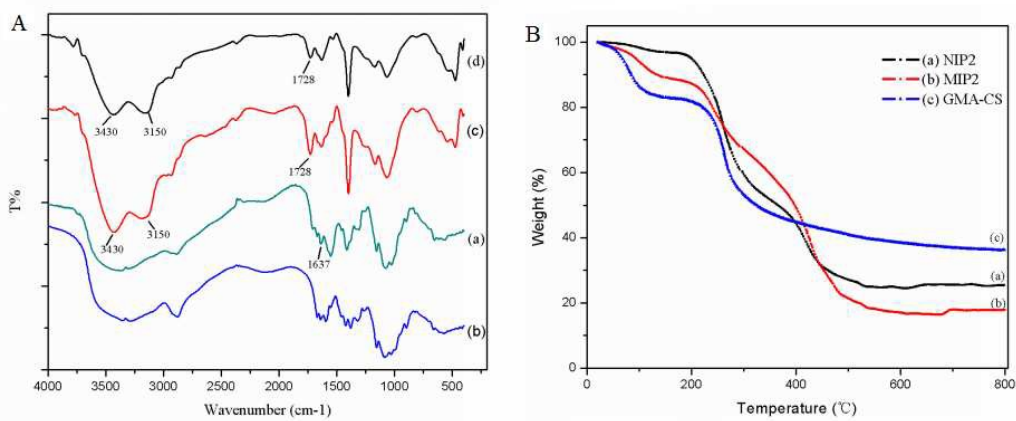 A
(d)
1728
3430 3150
(c)
1728
3430 3150
(a)
1637
(b)
T%
4000 3500 3000 2500 2000 1500 1000 500
Wavenumber (cm-1)
B
100
80
60
40
20
0
Weight (%)
(a) NIP2
(b) MIP2
(c) GMA-CS
(c)
(a)
(b)
0 200 400 600 800
Temperature (℃)